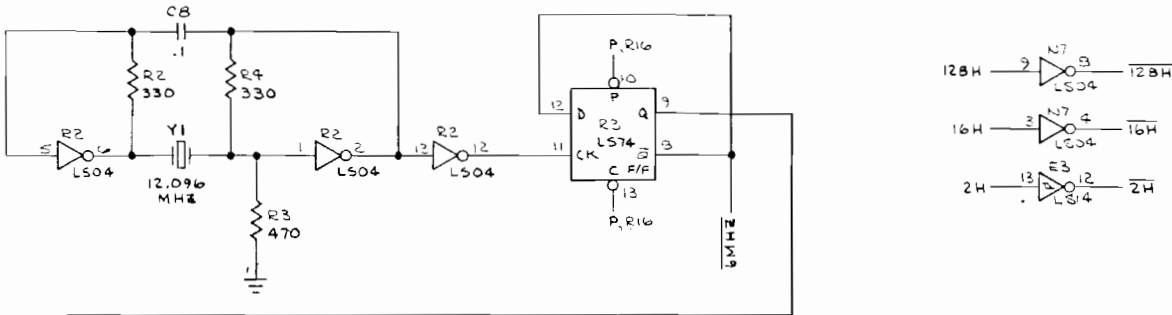 C8
.1
R2
330
R4
330
R2
5 6
LS04
Y1
12.096
MHZ
R2
1 2
LS04
R2
13 12
LS04
R3
470
P, R16
10
P
12 D Q 9
R3
LS74
11 CK Q 8
C F/F
13
P, R16
6MHZ
N7
128H 9 8 128H
LS04
N7
16H 3 4 16H
LS04
E3
2H 13 12 2H
LS14